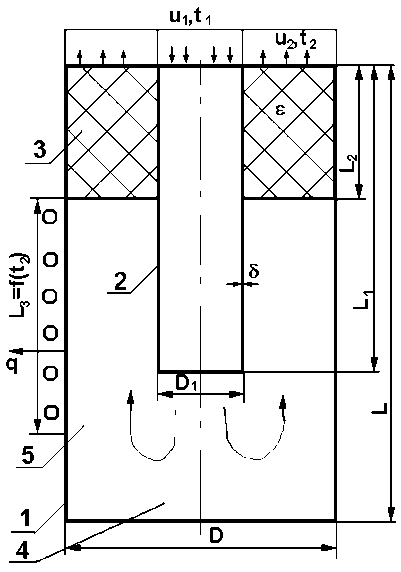 u₁,t₁
u₂,t₂
ε
3
L₂
L₃=f(t₂)
2
δ
L₁
q
D₁
L
5
1
4
D